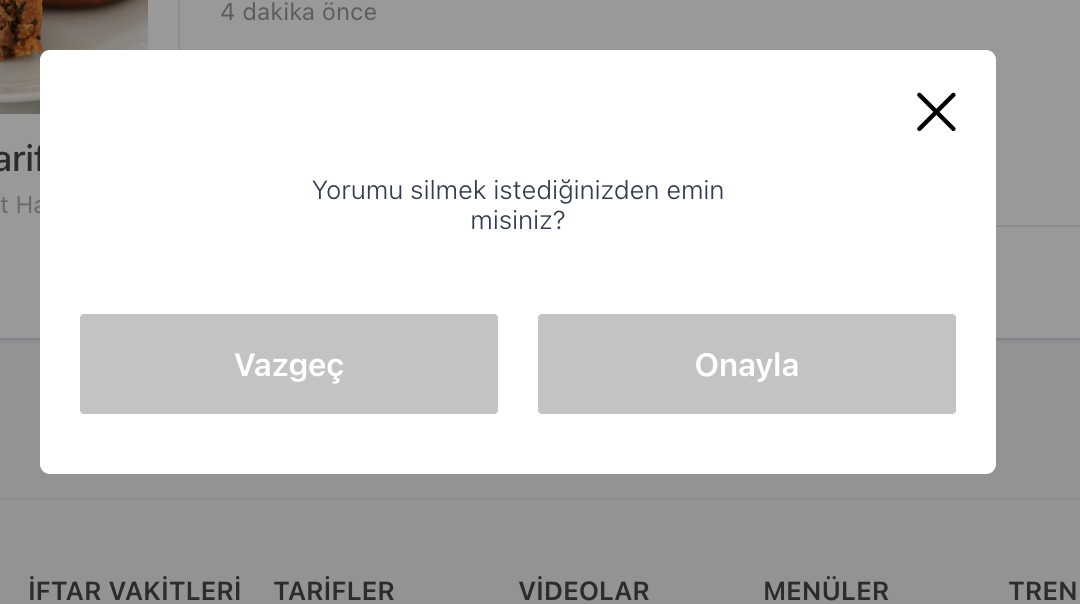 4 dakika önce
Yorumu silmek istediğinizden emin
misiniz?
Vazgeç
Onayla
İFTAR VAKİTLERİ
TARİFLER
VİDEOLAR
MENÜLER